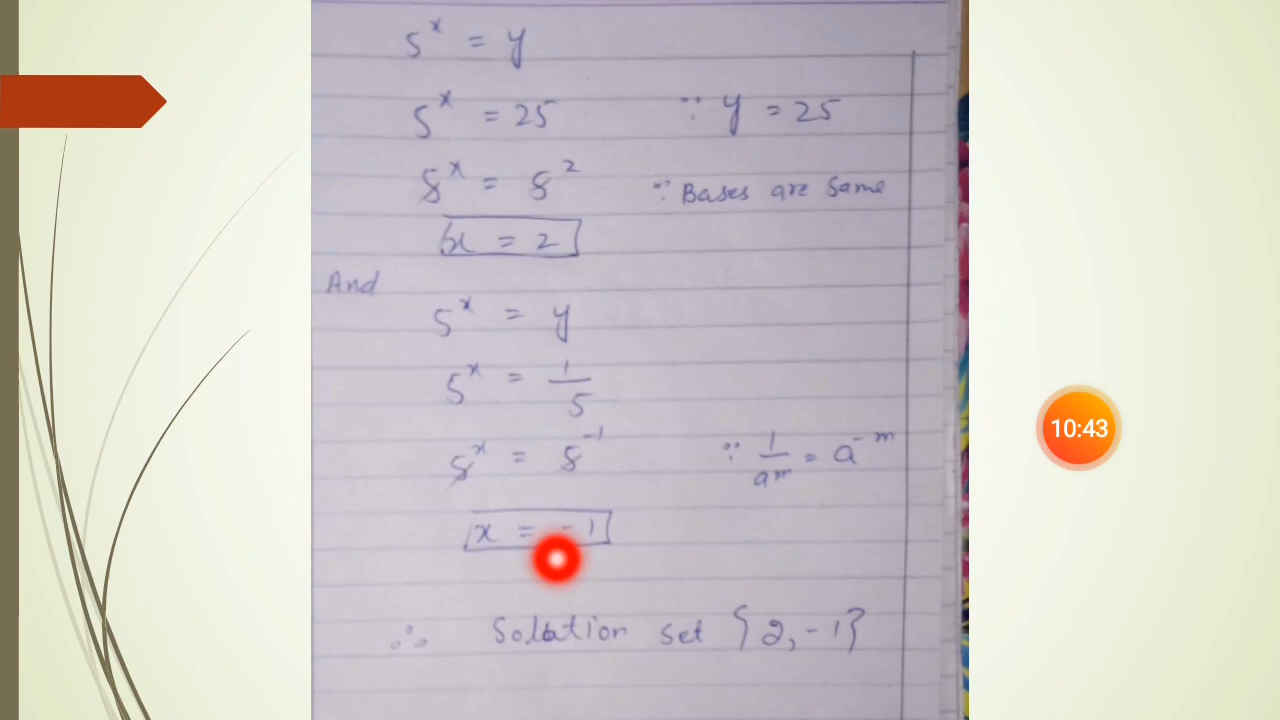 5^x = y
5^x = 25 ∵ y = 25
5^x = 5^2 ∵ Bases are same
x = 2
And
5^x = y
5^x = 1/5
5^x = 5^-1 ∵ 1/a^m = a^-m
x = -1
∴ Solution set {2, -1}
10:43